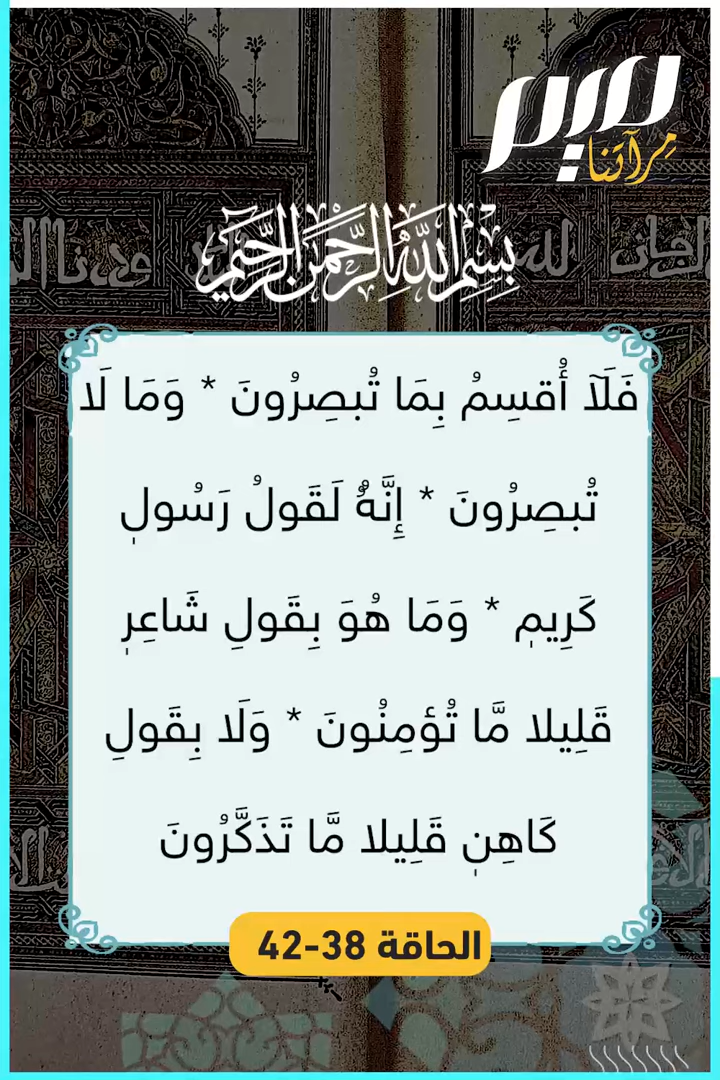 سير
مرآتنا
بسم الله الرحمن الرحيم
فَلَآ أُقسِمُ بِمَا تُبصِرُونَ * وَمَا لَا
تُبصِرُونَ * إِنَّهُۥ لَقَولُ رَسُولٖ
كَرِيمٖ * وَمَا هُوَ بِقَولِ شَاعِرٖ
قَلِيلا مَّا تُؤمِنُونَ * وَلَا بِقَولِ
كَاهِنٖ قَلِيلا مَّا تَذَكَّرُونَ
الحاقة 38-42